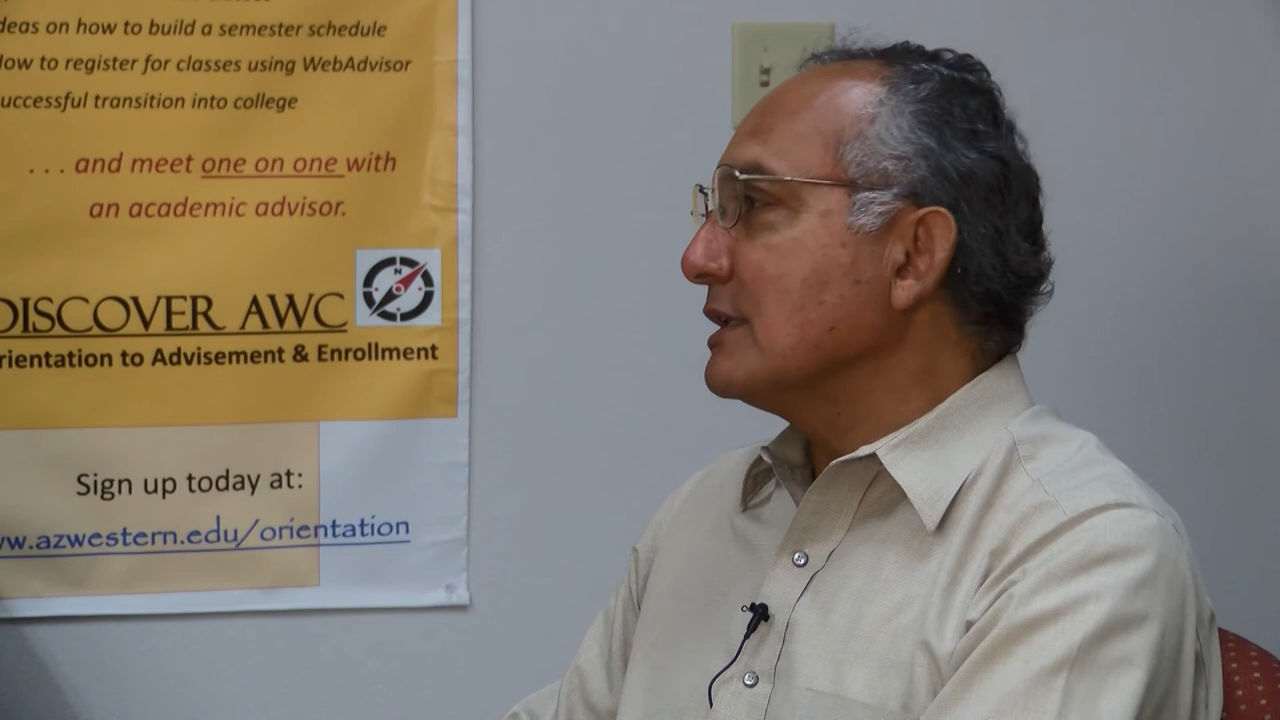 deas on how to build a semester schedule
low to register for classes using WebAdvisor
uccessful transition into college
. . . and meet one on one with
an academic advisor.
N
DISCOVER AWC
rientation to Advisement & Enrollment
Sign up today at:
w.azwestern.edu/orientation